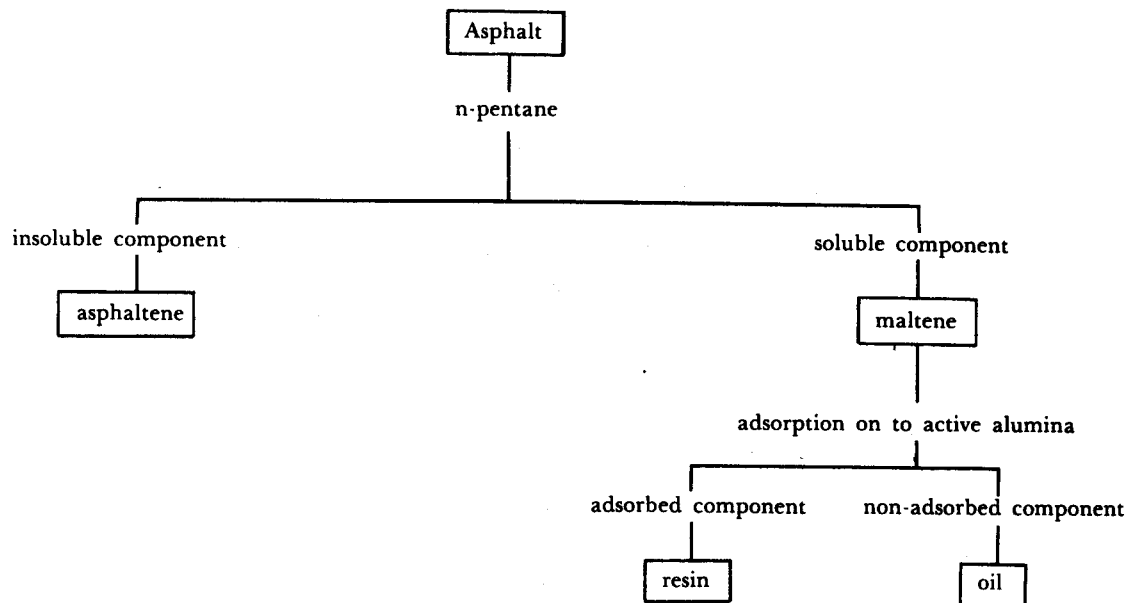 Asphalt
n-pentane
insoluble component
soluble component
asphaltene
maltene
adsorption on to active alumina
adsorbed component
non-adsorbed component
resin
oil